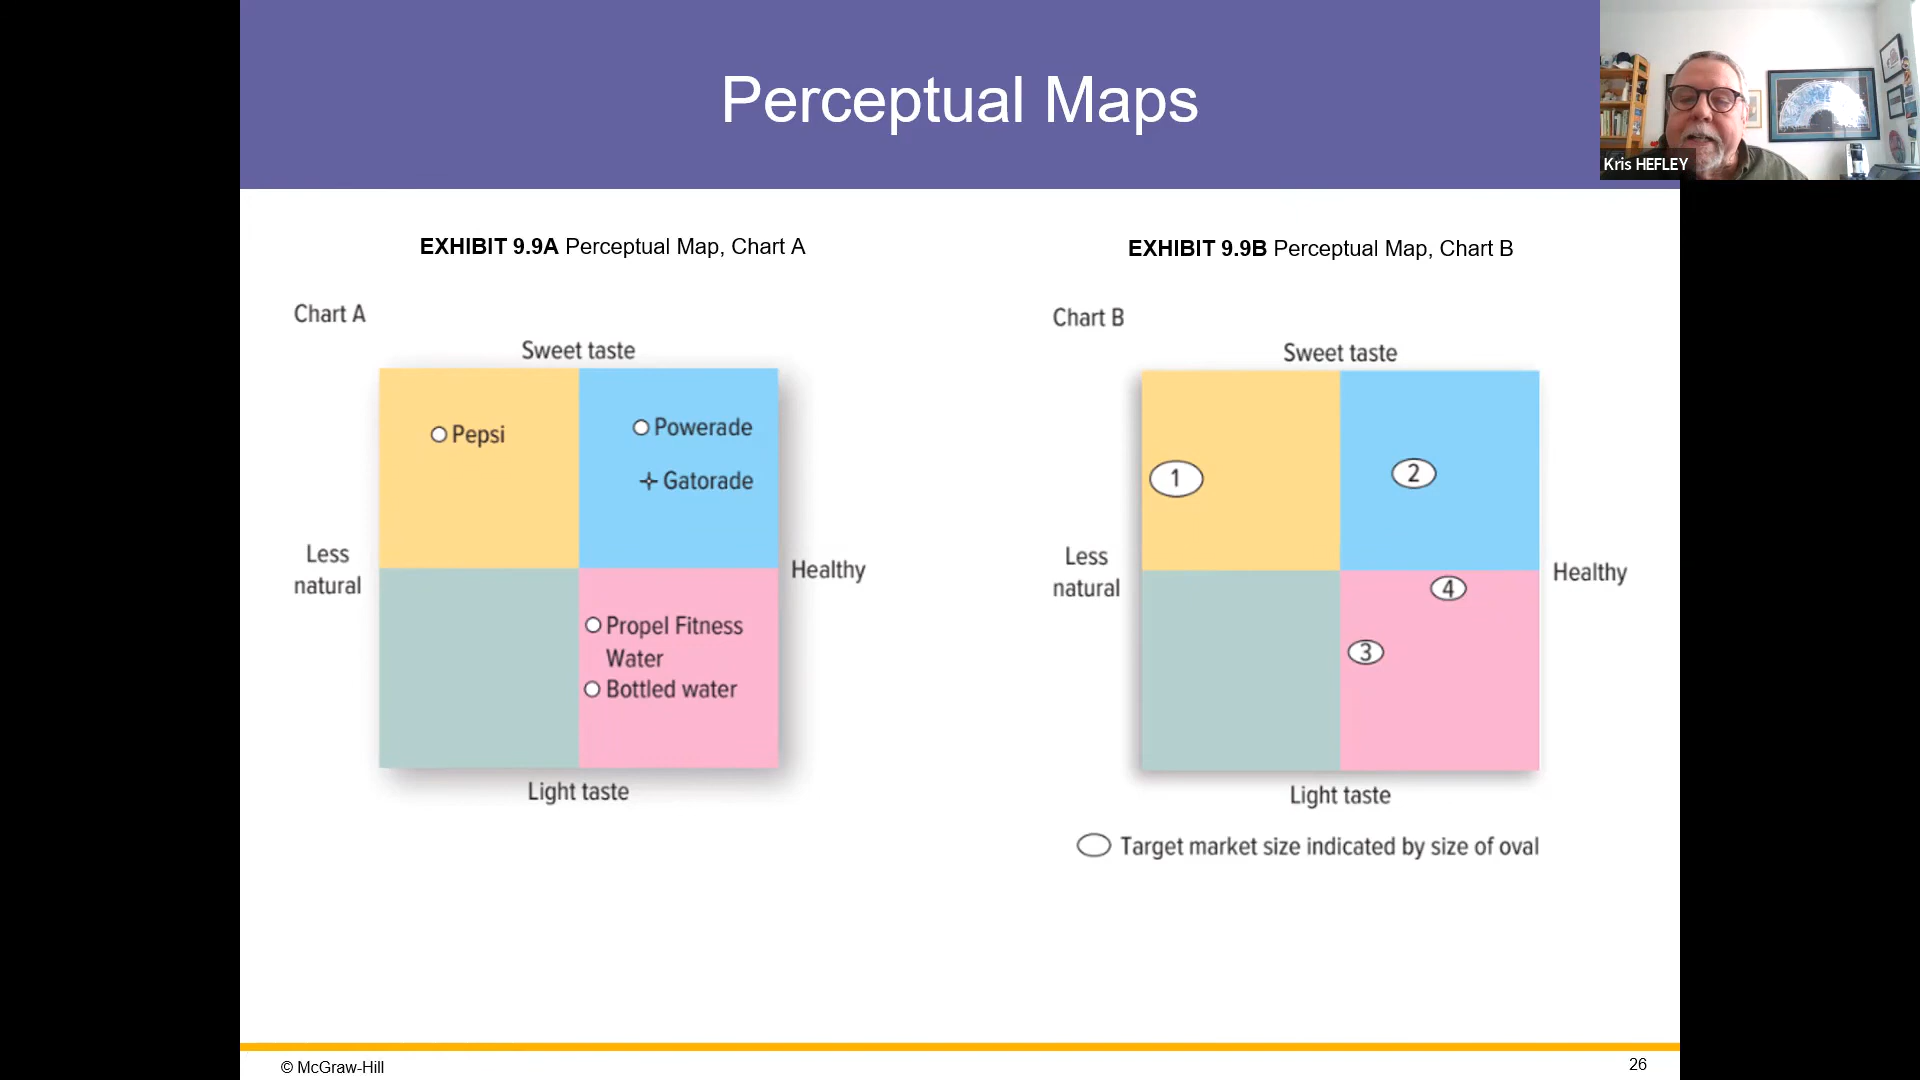 Perceptual Maps
Kris HEFLEY
EXHIBIT 9.9A Perceptual Map, Chart A
Chart A
Sweet taste
Pepsi
Powerade
Gatorade
Less
natural
Healthy
Propel Fitness
Water
Bottled water
Light taste
EXHIBIT 9.9B Perceptual Map, Chart B
Chart B
Sweet taste
1
2
Less
natural
Healthy
4
3
Light taste
Target market size indicated by size of oval
© McGraw-Hill
26